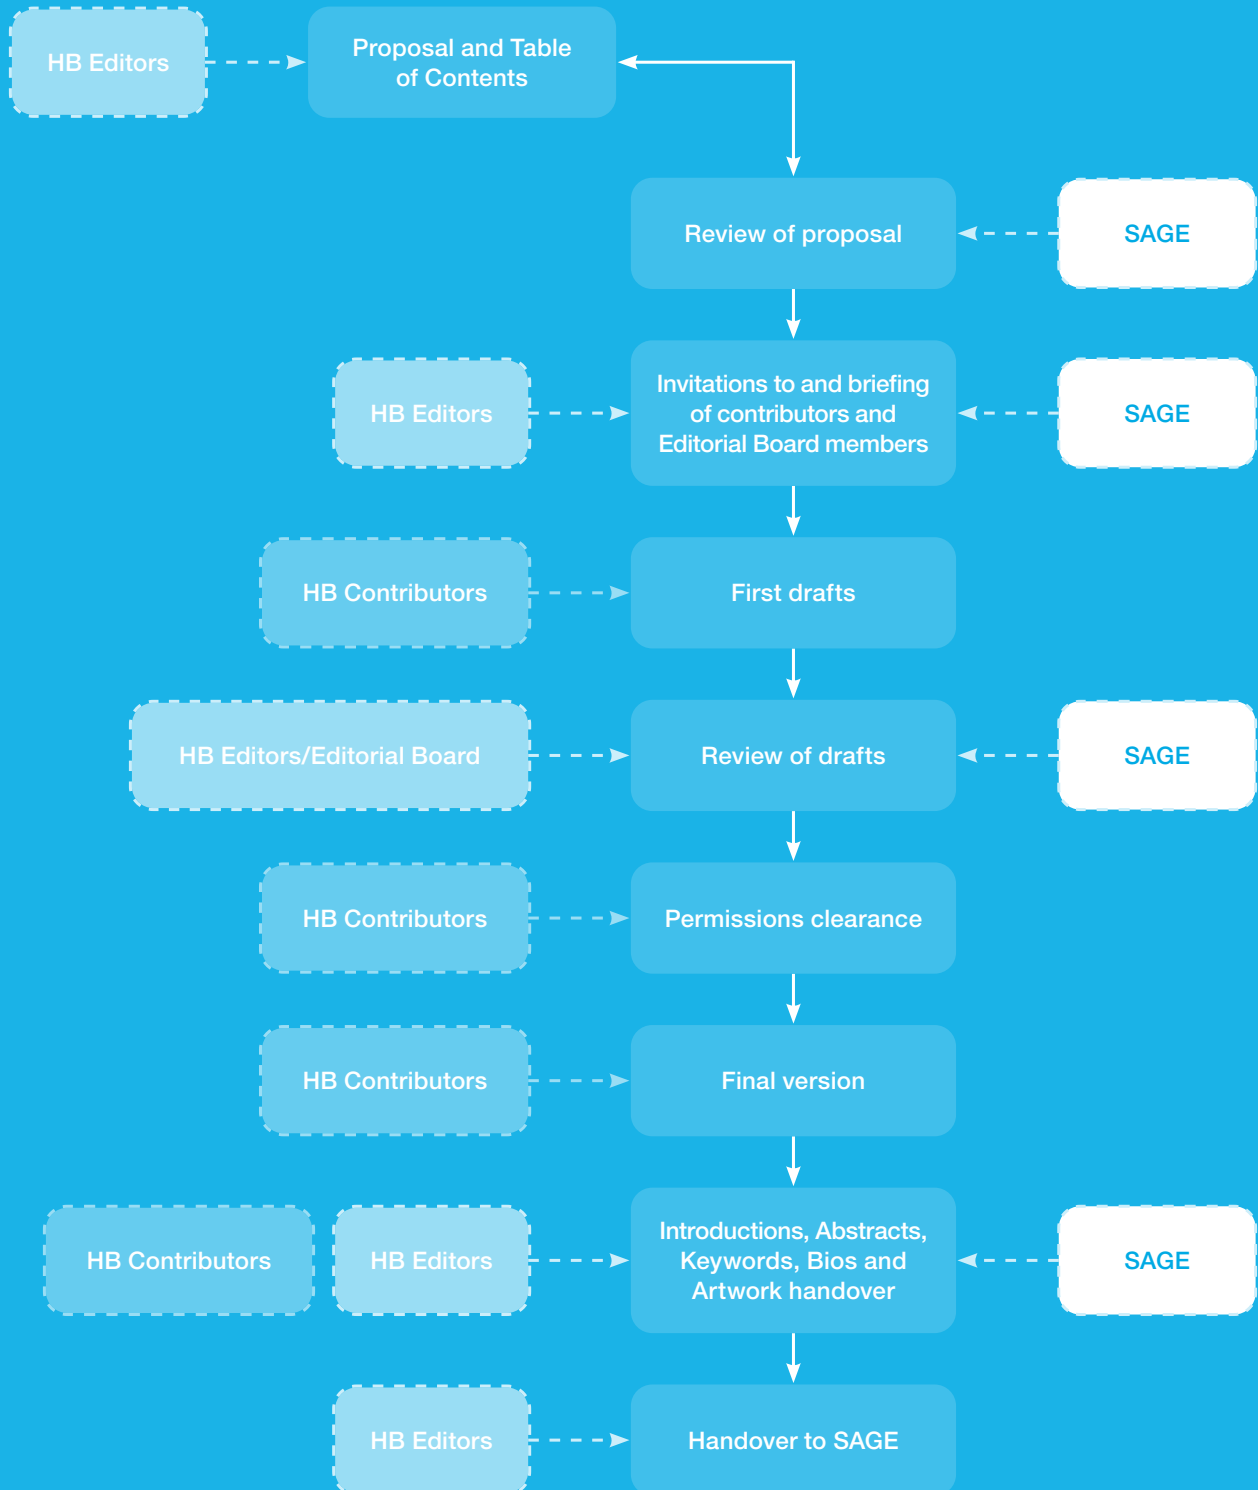 HB Editors
Proposal and Table
of Contents
Review of proposal
SAGE
HB Editors
Invitations to and briefing
of contributors and
Editorial Board members
SAGE
HB Contributors
First drafts
HB Editors/Editorial Board
Review of drafts
SAGE
HB Contributors
Permissions clearance
HB Contributors
Final version
HB Contributors
HB Editors
Introductions, Abstracts,
Keywords, Bios and
Artwork handover
SAGE
HB Editors
Handover to SAGE